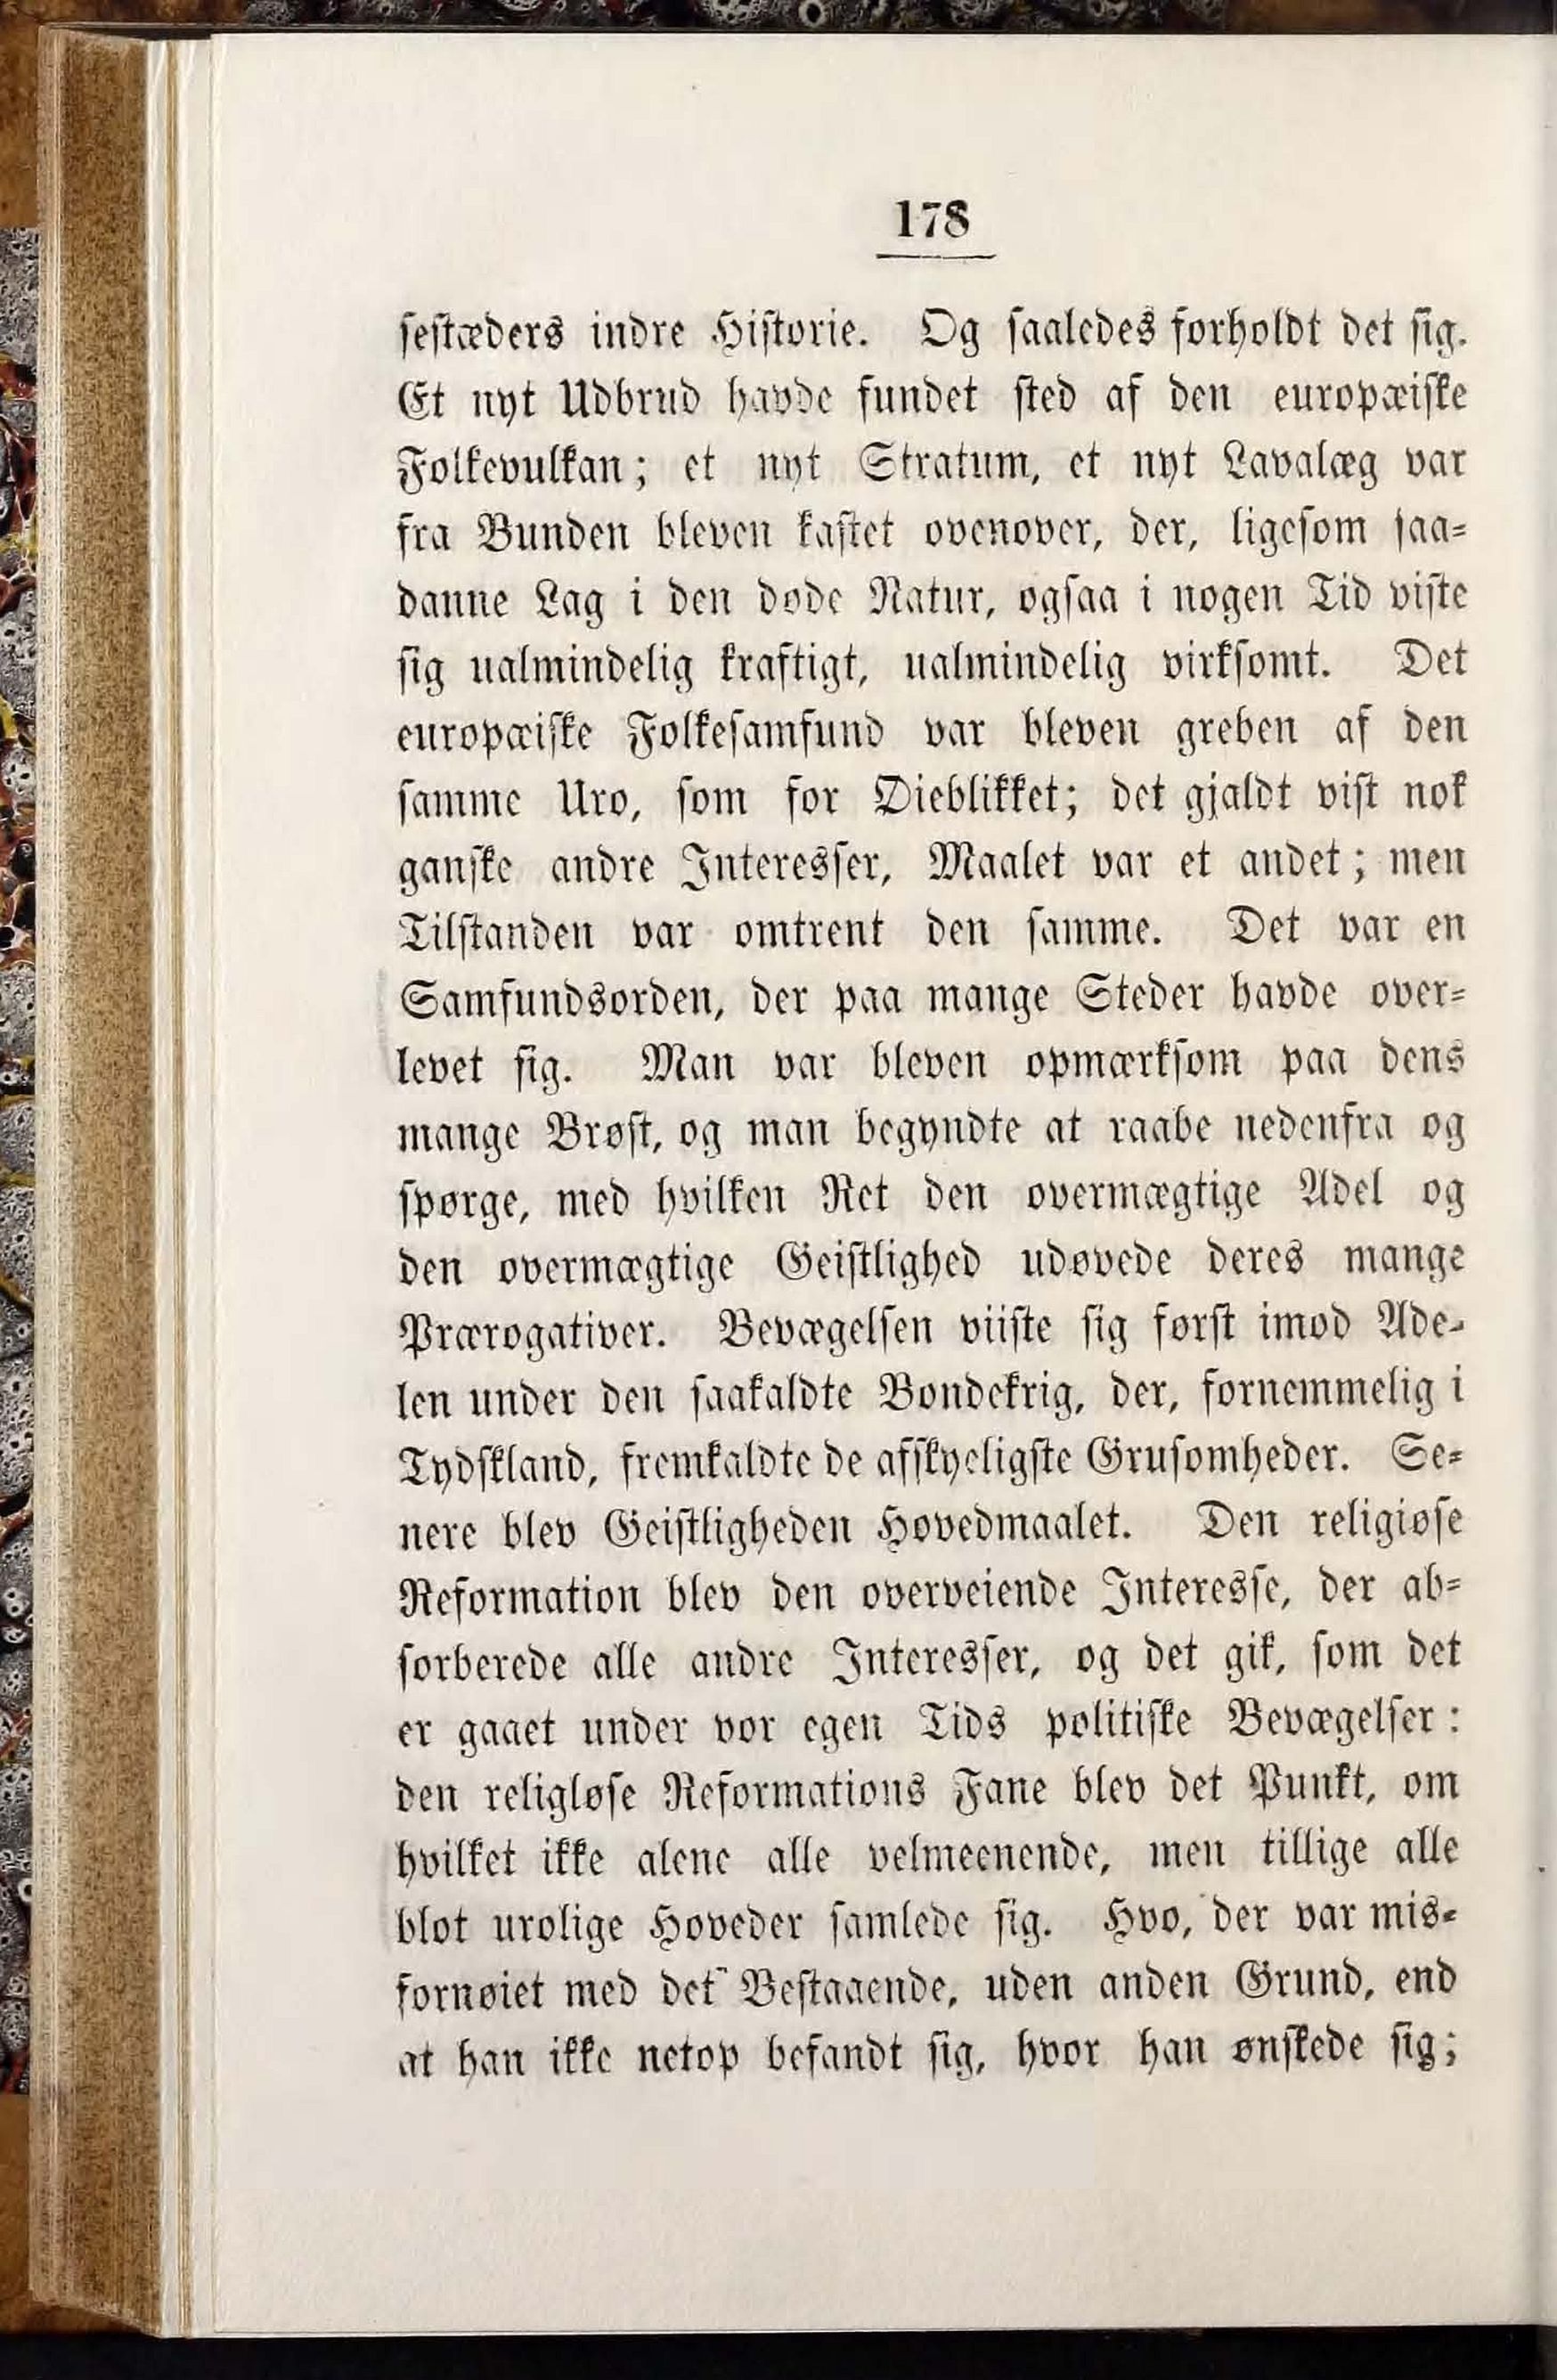 178
sestæders indre Historie. Og saaledes forholdt det sig.
Et nyt Udbrud havde fundet sted af den europæiske
Folkevulkan; et nyt Stratum, et nyt Lavalæg var
fra Bunden bleven kastet ovenover, der, ligesom saa-
danne Lag i den døde Natur, ogsaa i nogen Tid viste
sig ualmindelig kraftigt, ualmindelig virksomt. Det
europæiske Folkesamfund var bleven greben af den
samme Uro, som for Øieblikket; det gjaldt vist nok
ganske andre Interesser, Maalet var et andet; men
Tilstanden var omtrent den samme. Det var en
Samfundsorden, der paa mange Steder havde over-
levet sig. Man var bleven opmærksom paa dens
mange Brøst, og man begyndte at raabe nedenfra og
spørge, med hvilken Ret den overmægtige Adel og
den overmægtige Geistlighed udøvede deres mange
Prærogativer. Bevægelsen viiste sig først imod Ade-
len under den saakaldte Bondekrig, der, fornemmelig i
Tydskland, fremkaldte de afskyeligste Grusomheder. Se-
nere blev Geistligheden Hovedmaalet. Den religiøse
Reformation blev den overveiende Interesse, der ab-
sorberede alle andre Interesser, og det gik, som det
er gaaet under vor egen Tids politiske Bevægelser:
den religløse Reformations Fane blev det Punkt, om
hvilket ikke alene alle velmeenende, men tillige alle
blot urolige Hoveder samlede sig. Hvo, der var mis-
fornøiet med det Bestaaende, uden anden Grund, end
at han ikke netop befandt sig, hvor han ønskede sig;